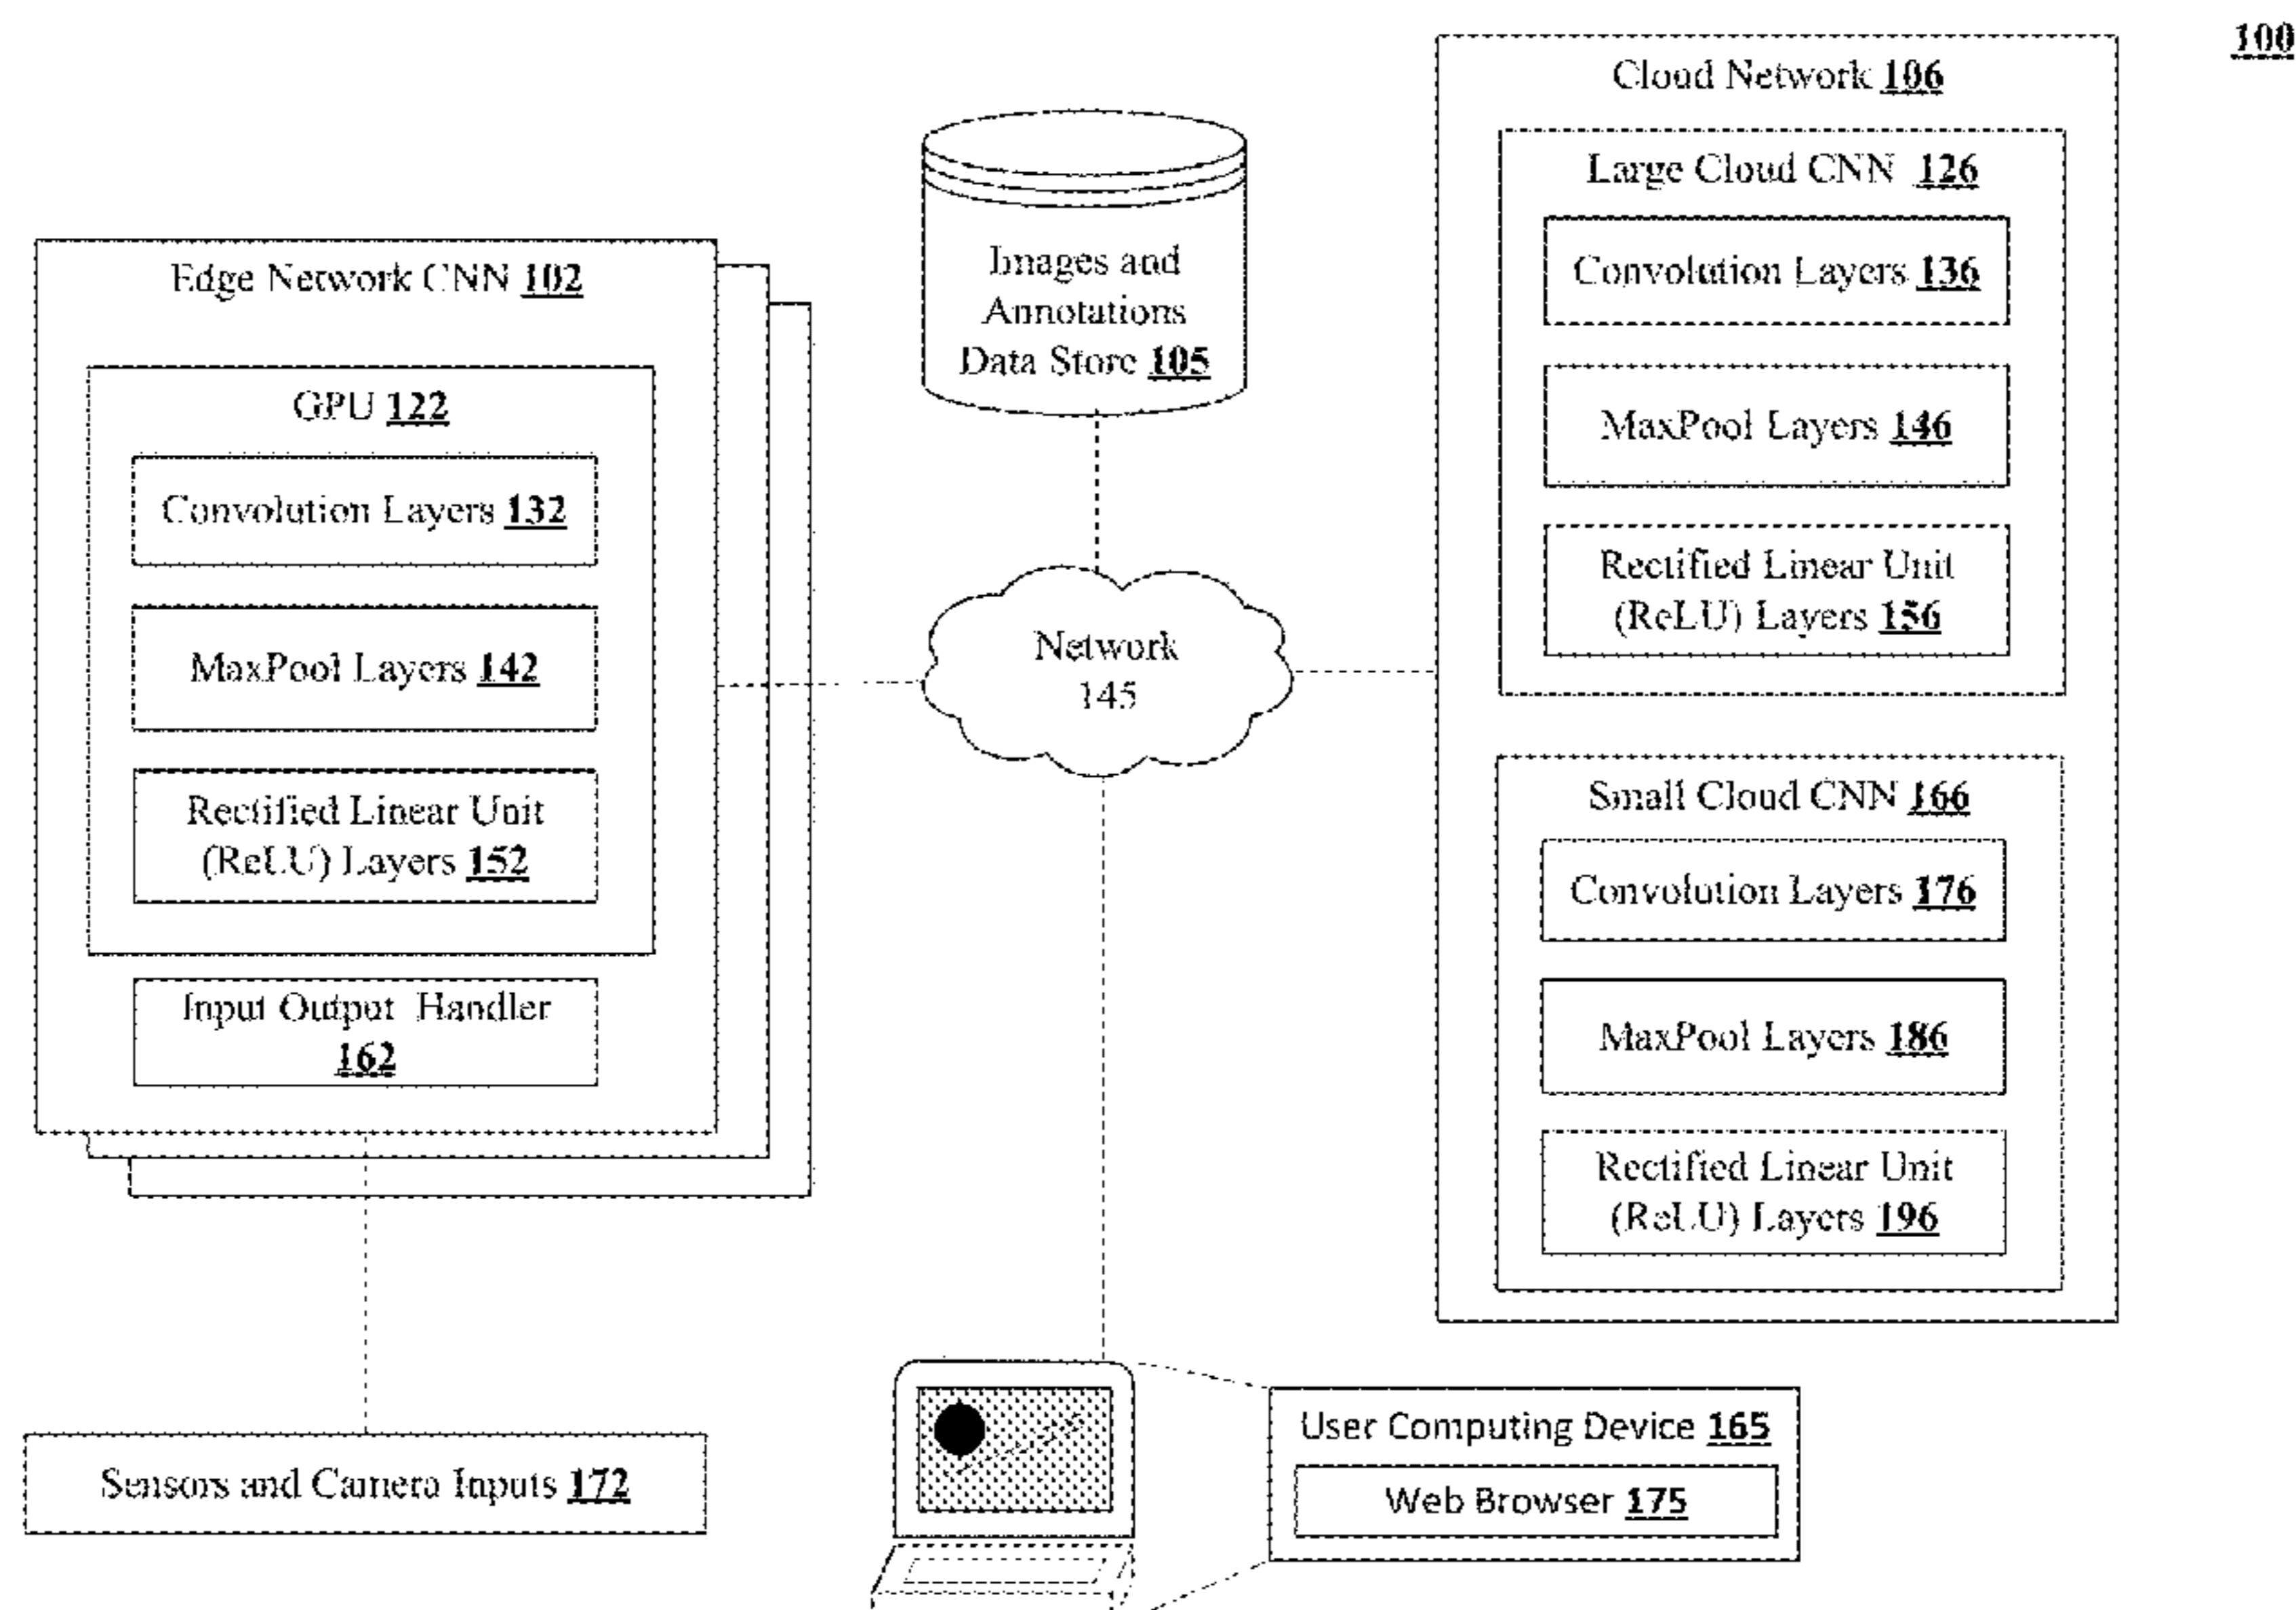 100
Edge Network CNN 102
GPU 122
Convolution Layers 132
MaxPool Layers 142
Rectified Linear Unit
(ReLU) Layers 152
Input Output Handler
162
Sensors and Camera Inputs 172
Images and
Annotations
Data Store 105
Network
145
User Computing Device 165
Web Browser 175
Cloud Network 106
Large Cloud CNN 126
Convolution Layers 136
MaxPool Layers 146
Rectified Linear Unit
(ReLU) Layers 156
Small Cloud CNN 166
Convolution Layers 176
MaxPool Layers 186
Rectified Linear Unit
(ReLU) Layers 196